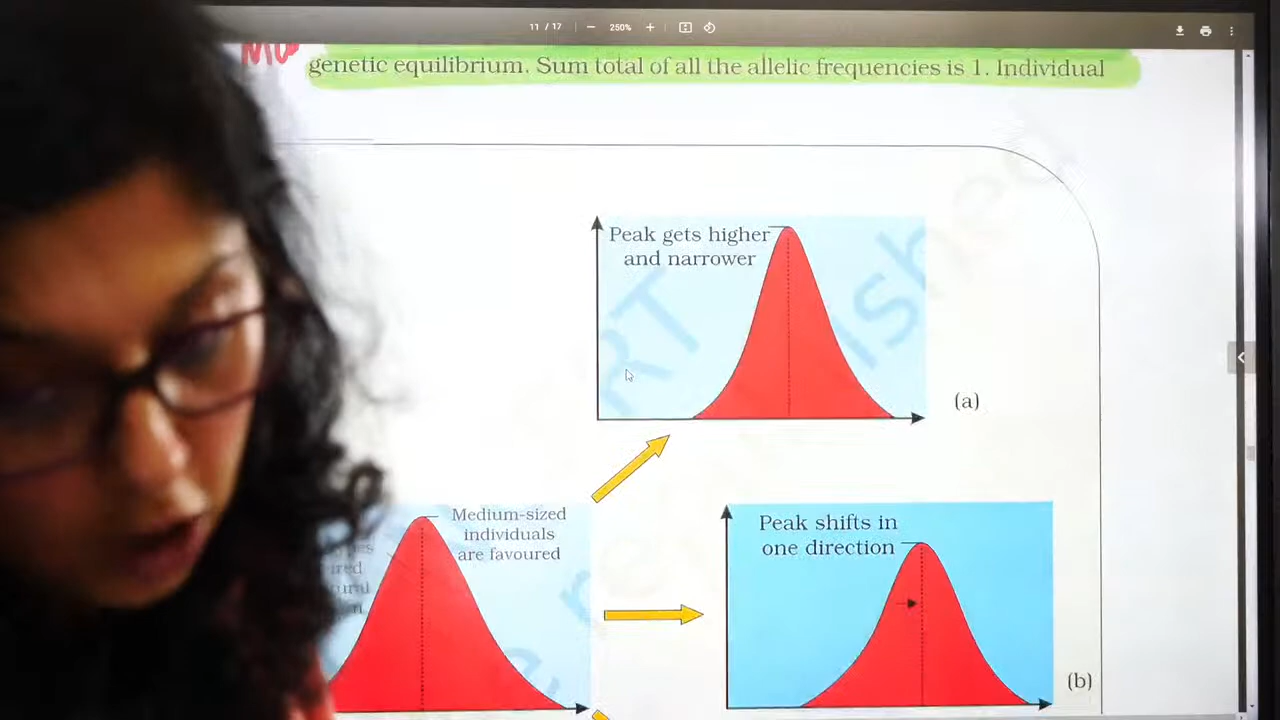 11 / 17 — 250% +
genetic equilibrium. Sum total of all the allelic frequencies is 1. Individual
Peak gets higher
and narrower
(a)
Medium-sized
individuals
are favoured
Peak shifts in
one direction
(b)